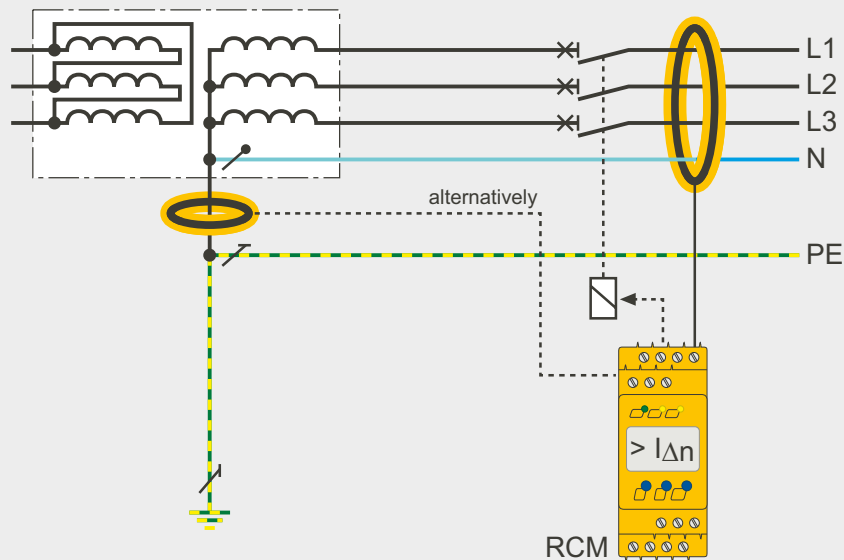 L1
L2
L3
N
alternatively
PE
> IΔn
RCM